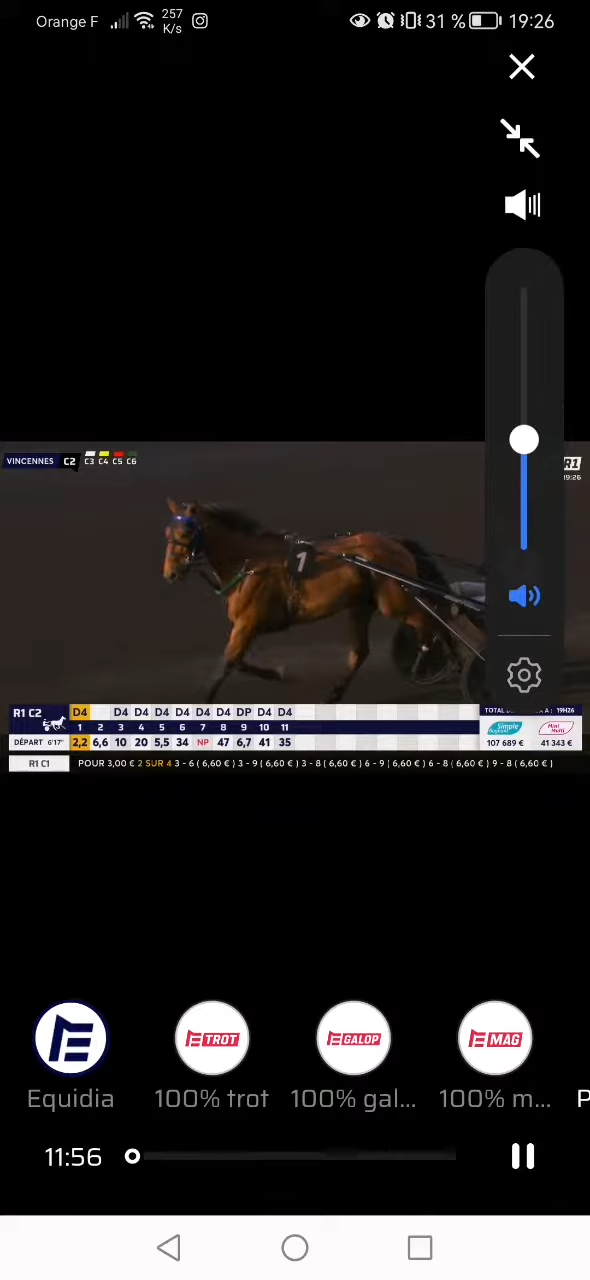 Orange F 257 K/s 31 % 19:26
VINCENNES C2 C3 C4 C5 C6
R1
19:26
1
R1 C2 D4 D4 D4 D4 D4 D4 D4 DP D4 D4
1 2 3 4 5 6 7 8 9 10 11
DÉPART 6'17" 2,2 6,6 10 20 5,5 34 NP 47 6,7 41 35
À : 19H26
Simple Gagnant Mini Multi
107 689 € 41 343 €
R1 C1 POUR 3,00 € 2 SUR 4 3 - 6 ( 6,60 € ) 3 - 9 ( 6,60 € ) 3 - 8 ( 6,60 € ) 6 - 9 ( 6,60 € ) 6 - 8 ( 6,60 € ) 9 - 8 ( 6,60 € )
E TROT E GALOP E MAG
Equidia 100% trot 100% gal... 100% m... P
11:56